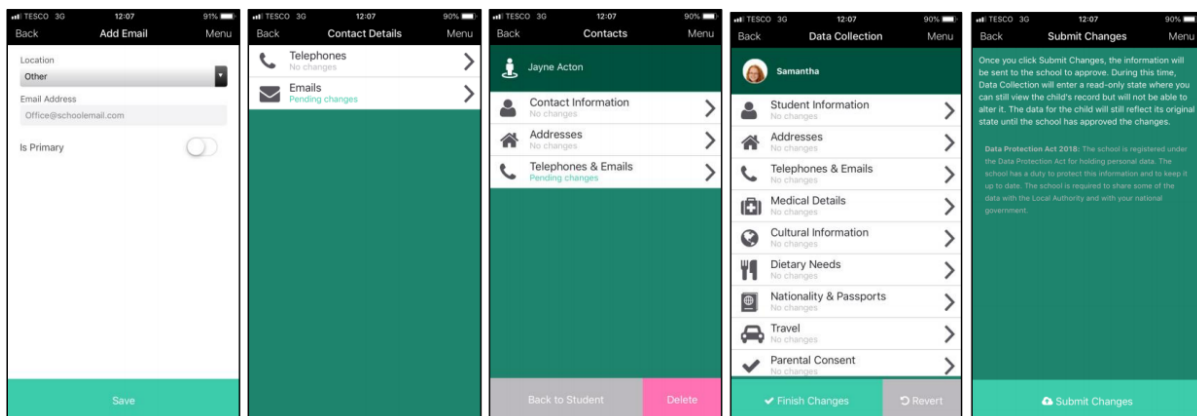 TESCO 3G 12:07 91%
Back Add Email Menu
Location
Other
Email Address
Office@schoolemail.com
Is Primary
Save
TESCO 3G 12:07 90%
Back Contact Details Menu
Telephones
No changes
Emails
Pending changes
TESCO 3G 12:07 90%
Back Contacts Menu
Jayne Acton
Contact Information
No changes
Addresses
No changes
Telephones & Emails
Pending changes
Back to Student Delete
TESCO 3G 12:07 90%
Back Data Collection Menu
Samantha
Student Information
No changes
Addresses
No changes
Telephones & Emails
No changes
Medical Details
No changes
Cultural Information
No changes
Dietary Needs
No changes
Nationality & Passports
No changes
Travel
No changes
Parental Consent
No changes
Finish Changes Revert
TESCO 3G 12:07 90%
Back Submit Changes Menu
Once you click Submit Changes, the information will
be sent to the school to approve. During this time,
Data Collection will enter a read-only state where you
can still view the child's record but will not be able to
alter it. The data for the child will still reflect its original
state until the school has approved the changes.
Data Protection Act 2018: The school is registered under
the Data Protection Act for holding personal data. The
school has a duty to protect this information and to keep it
up to date. The school is required to share some of the
data with the Local Authority and with your national
government.
Submit Changes